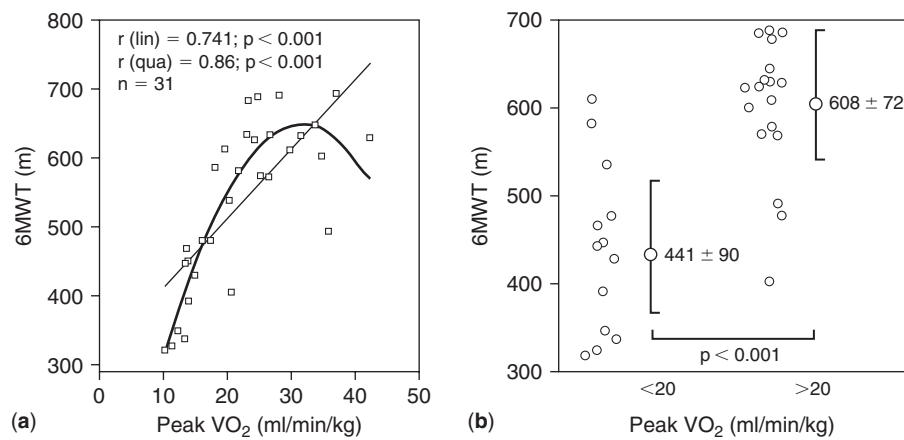 800
700
600
500
400
300
6MWT (m)
r (lin) = 0.741; p < 0.001
r (qua) = 0.86; p < 0.001
n = 31
0 10 20 30 40 50
(a) Peak VO₂ (ml/min/kg)
700
600
500
400
300
6MWT (m)
608 ± 72
441 ± 90
p < 0.001
<20 >20
(b) Peak VO₂ (ml/min/kg)